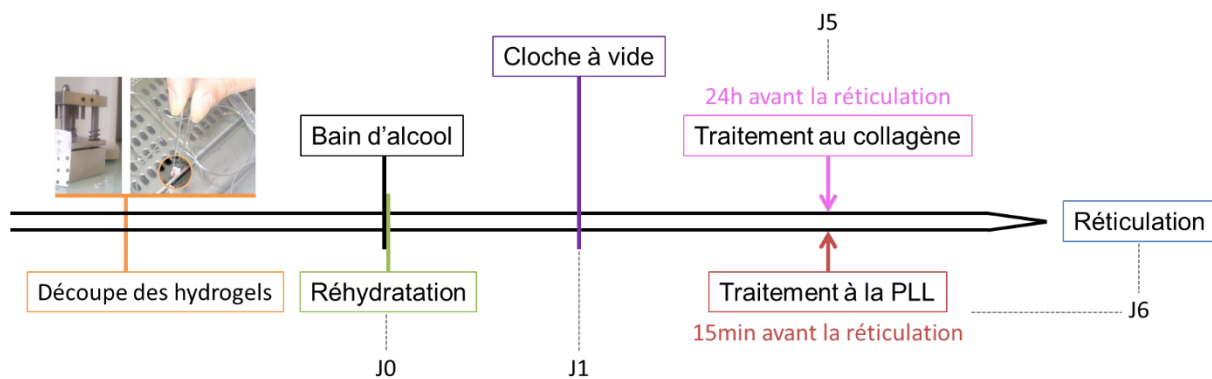 J5
Cloche à vide
24h avant la réticulation
Bain d'alcool
Traitement au collagène
Réticulation
Découpe des hydrogels
Réhydratation
Traitement à la PLL
15min avant la réticulation
J6
J0
J1